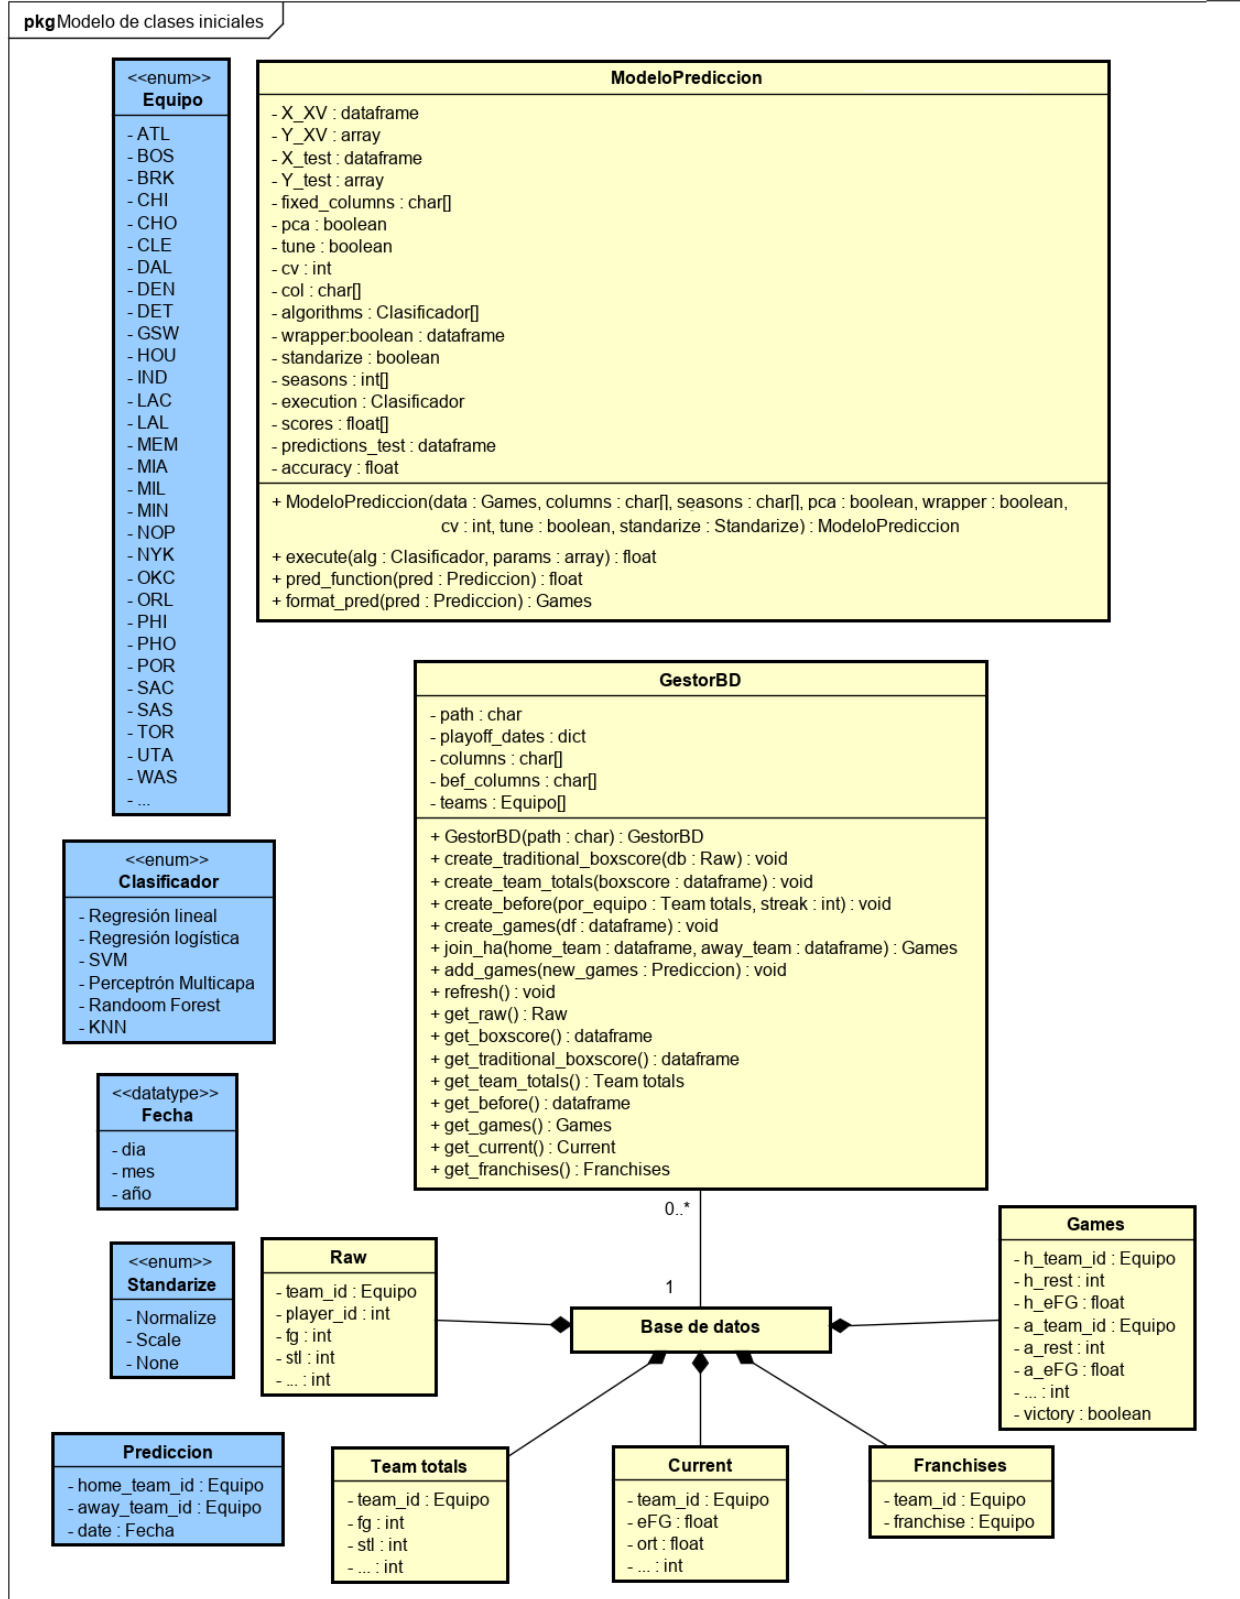 pkg Modelo de clases iniciales
<<enum>>
Equipo
- ATL
- BOS
- BRK
- CHI
- CHO
- CLE
- DAL
- DEN
- DET
- GSW
- HOU
- IND
- LAC
- LAL
- MEM
- MIA
- MIL
- MIN
- NOP
- NYK
- OKC
- ORL
- PHI
- PHO
- POR
- SAC
- SAS
- TOR
- UTA
- WAS
- ...
ModeloPrediccion
- X_XV : dataframe
- Y_XV : array
- X_test : dataframe
- Y_test : array
- fixed_columns : char[]
- pca : boolean
- tune : boolean
- cv : int
- col : char[]
- algorithms : Clasificador[]
- wrapper:boolean : dataframe
- standarize : boolean
- seasons : int[]
- execution : Clasificador
- scores : float[]
- predictions_test : dataframe
- accuracy : float
+ ModeloPrediccion(data : Games, columns : char[], seasons : char[], pca : boolean, wrapper : boolean,
cv : int, tune : boolean, standarize : Standarize) : ModeloPrediccion
+ execute(alg : Clasificador, params : array) : float
+ pred_function(pred : Prediccion) : float
+ format_pred(pred : Prediccion) : Games
GestorBD
- path : char
- playoff_dates : dict
- columns : char[]
- bef_columns : char[]
- teams : Equipo[]
+ GestorBD(path : char) : GestorBD
+ create_traditional_boxscore(db : Raw) : void
+ create_team_totals(boxscore : dataframe) : void
+ create_before(por_equipo : Team totals, streak : int) : void
+ create_games(df : dataframe) : void
+ join_ha(home_team : dataframe, away_team : dataframe) : Games
+ add_games(new_games : Prediccion) : void
+ refresh() : void
+ get_raw() : Raw
+ get_boxscore() : dataframe
+ get_traditional_boxscore() : dataframe
+ get_team_totals() : Team totals
+ get_before() : dataframe
+ get_games() : Games
+ get_current() : Current
+ get_franchises() : Franchises
<<enum>>
Clasificador
- Regresión lineal
- Regresión logística
- SVM
- Perceptrón Multicapa
- Randoom Forest
- KNN
<<datatype>>
Fecha
- dia
- mes
- año
<<enum>>
Standarize
- Normalize
- Scale
- None
Prediccion
- home_team_id : Equipo
- away_team_id : Equipo
- date : Fecha
0..*
1
Base de datos
Raw
- team_id : Equipo
- player_id : int
- fg : int
- stl : int
- ... : int
Games
- h_team_id : Equipo
- h_rest : int
- h_eFG : float
- a_team_id : Equipo
- a_rest : int
- a_eFG : float
- ... : int
- victory : boolean
Team totals
- team_id : Equipo
- fg : int
- stl : int
- ... : int
Current
- team_id : Equipo
- eFG : float
- ort : float
- ... : int
Franchises
- team_id : Equipo
- franchise : Equipo